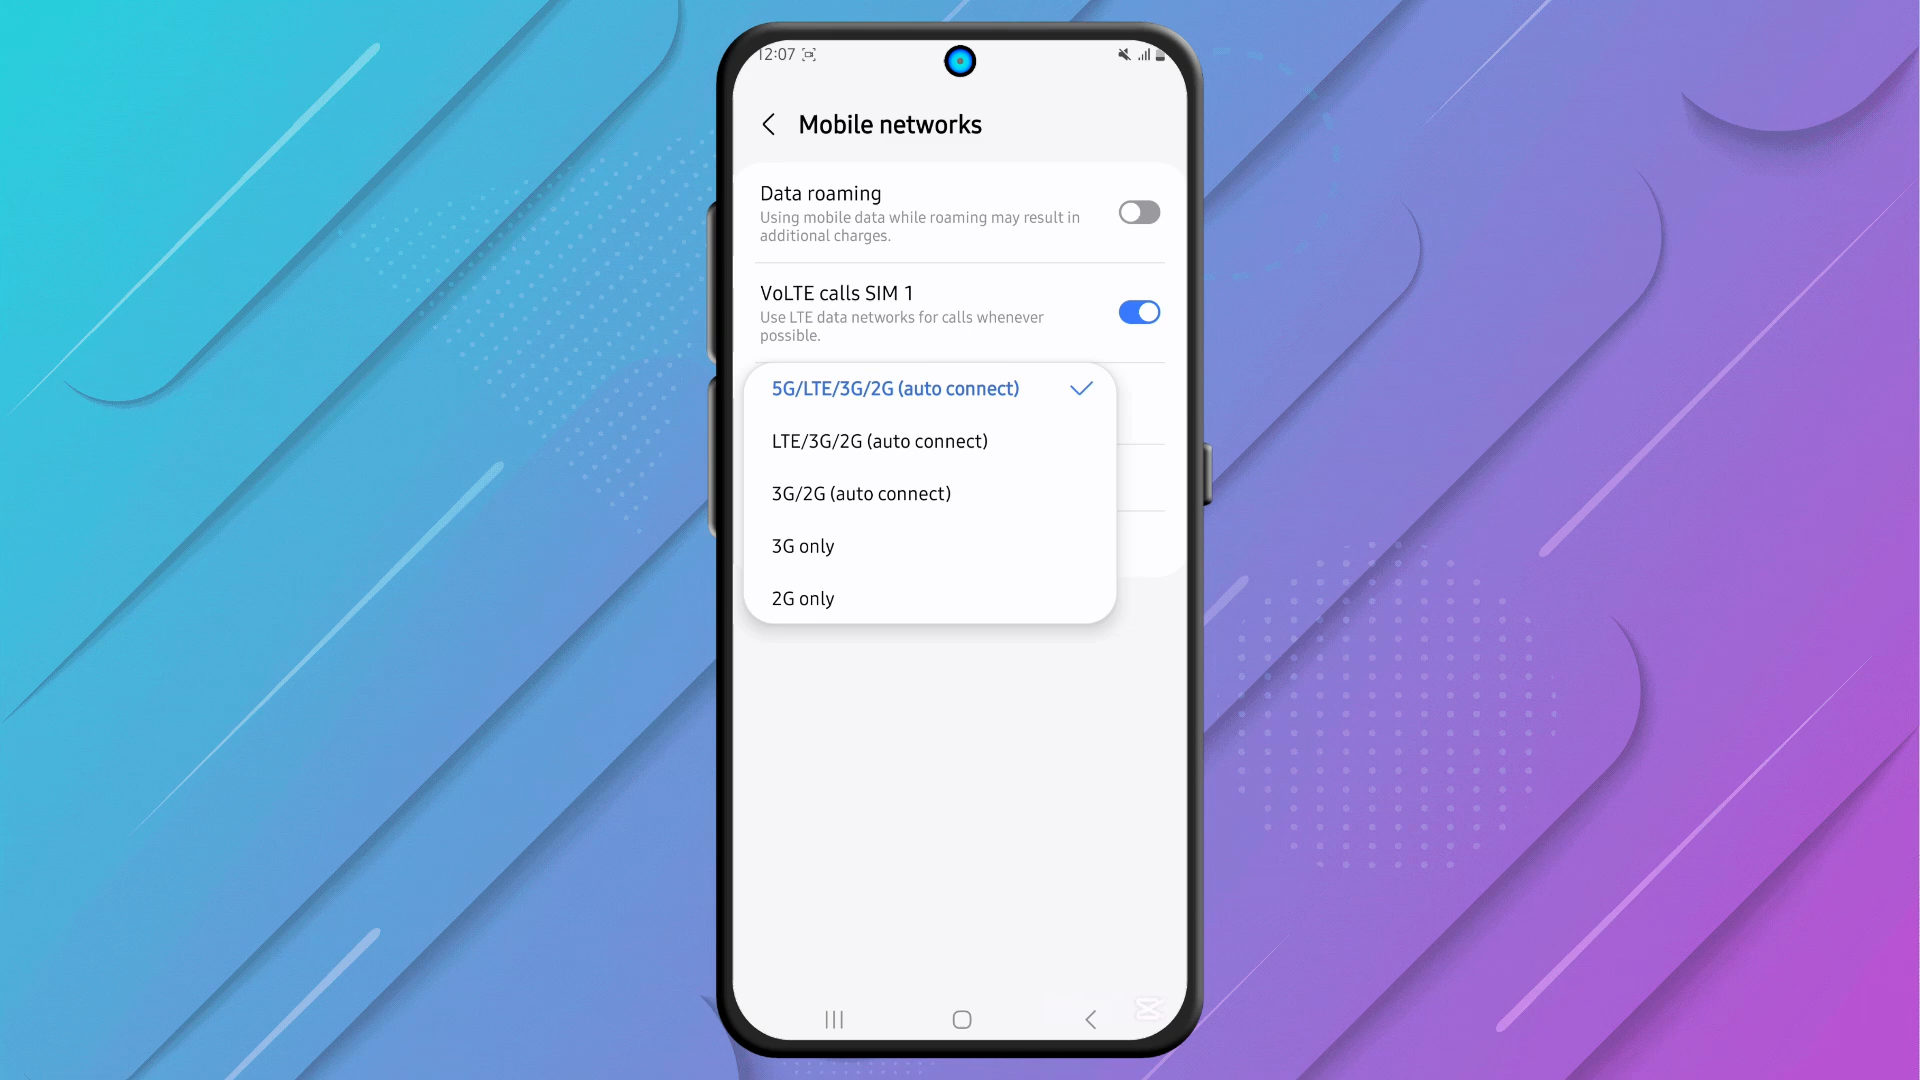 12:07
Mobile networks
Data roaming
Using mobile data while roaming may result in
additional charges.
VoLTE calls SIM 1
Use LTE data networks for calls whenever
possible.
5G/LTE/3G/2G (auto connect)
LTE/3G/2G (auto connect)
3G/2G (auto connect)
3G only
2G only